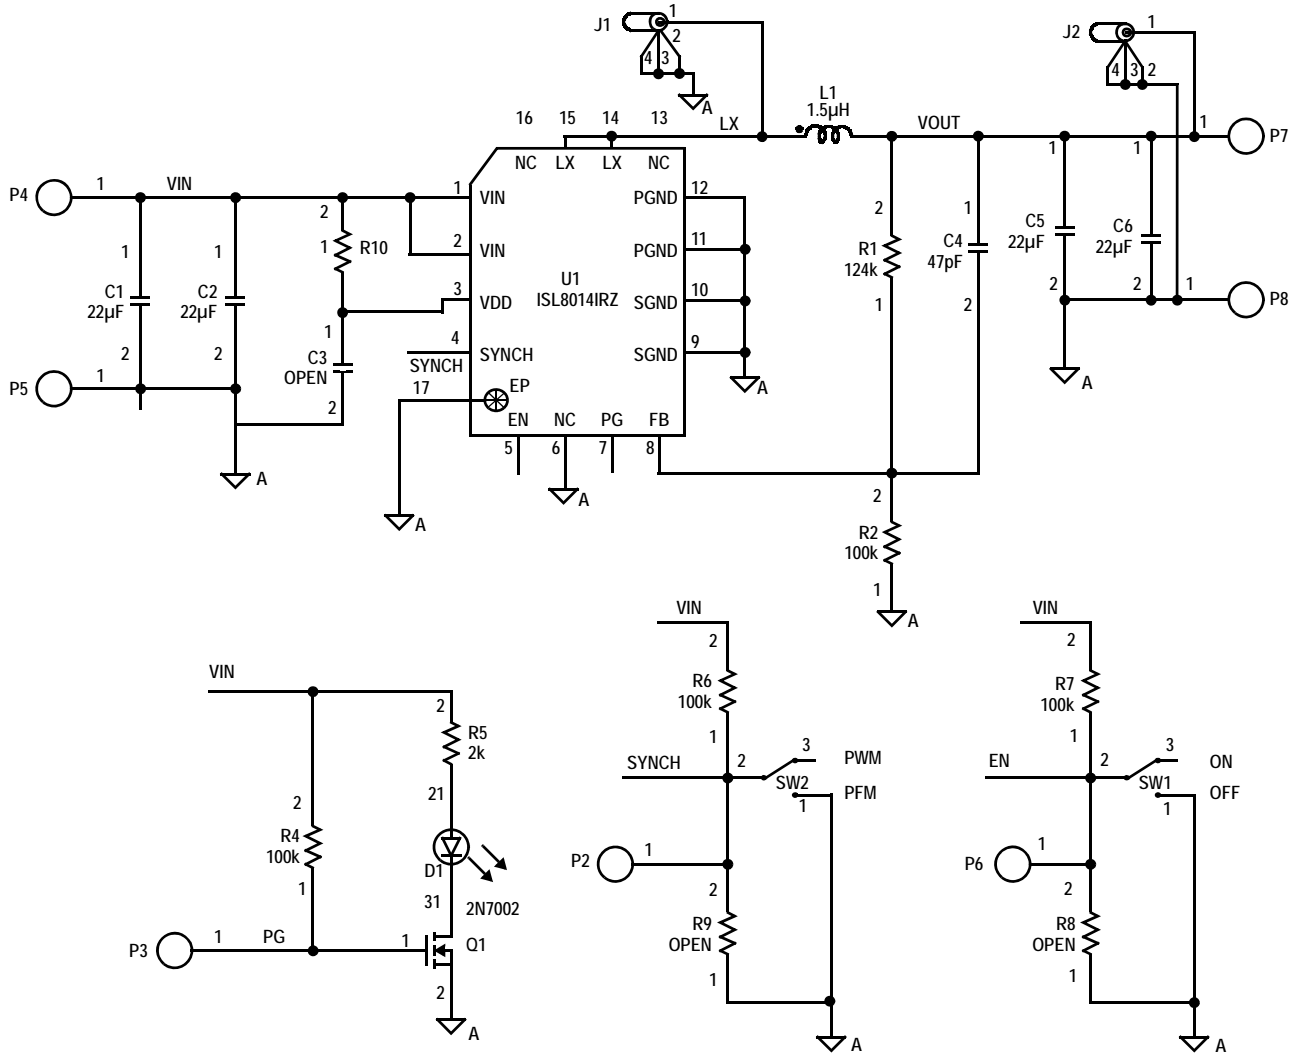 J1 1
2
4 3
A
J2 1
4 3 2
L1
1.5µH
16 15 14 13 LX
VOUT
1 P7
NC LX LX NC
P4 1 VIN
1 VIN
PGND 12
2 VIN
PGND 11
3 VDD
SGND 10
4 SYNCH
SGND 9
U1
ISL8014IRZ
SYNCH
17 EP
EN NC PG FB
5 6 7 8
A
A
A
1
C1
22µF
2
1
C2
22µF
2
2
1 R10
1
C3
OPEN
2
P5 1
A
2
R1
124k
1
1
C4
47pF
2
1
C5
22µF
2
1
C6
22µF
2
1 P8
A
2
R2
100k
1
A
VIN
2
R4
100k
1
2
R5
2k
21
D1
31
2N7002
P3 1 PG 1 Q1
2
A
VIN
2
R6
100k
1
SYNCH 2 3 PWM
SW2
1 PFM
P2 1
2
R9
OPEN
1
A
VIN
2
R7
100k
1
EN 2 3 ON
SW1
1 OFF
P6 1
2
R8
OPEN
1
A